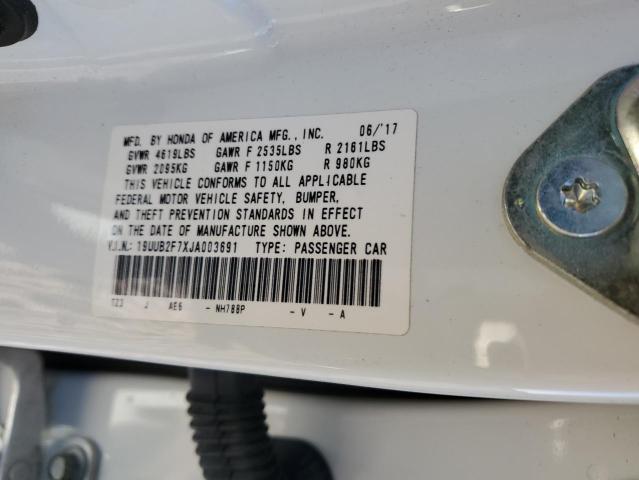 MFD. BY HONDA OF AMERICA MFG., INC. 06/'17
GVWR 4619LBS GAWR F 2535LBS R 2161LBS
GVWR 2095KG GAWR F 1150KG R 980KG
THIS VEHICLE CONFORMS TO ALL APPLICABLE
FEDERAL MOTOR VEHICLE SAFETY, BUMPER,
AND THEFT PREVENTION STANDARDS IN EFFECT
ON THE DATE OF MANUFACTURE SHOWN ABOVE.
V.I.N.: 19UUB2F7XJA003691 TYPE: PASSENGER CAR
TZ3 J AE6 - NH788P - V - A